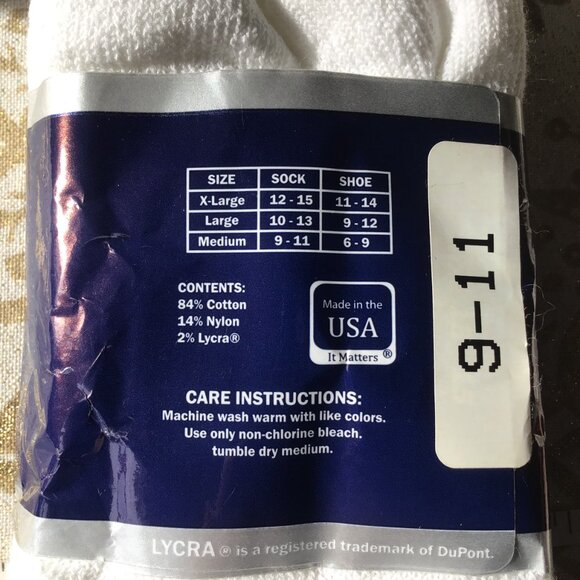 SIZE SOCK SHOE
X-Large 12 - 15 11 - 14
Large 10 - 13 9 - 12
Medium 9 - 11 6 - 9
CONTENTS:
84% Cotton
14% Nylon
2% Lycra®
Made in the
USA
It Matters ®
CARE INSTRUCTIONS:
Machine wash warm with like colors.
Use only non-chlorine bleach.
tumble dry medium.
LYCRA ® is a registered trademark of DuPont.
9-11